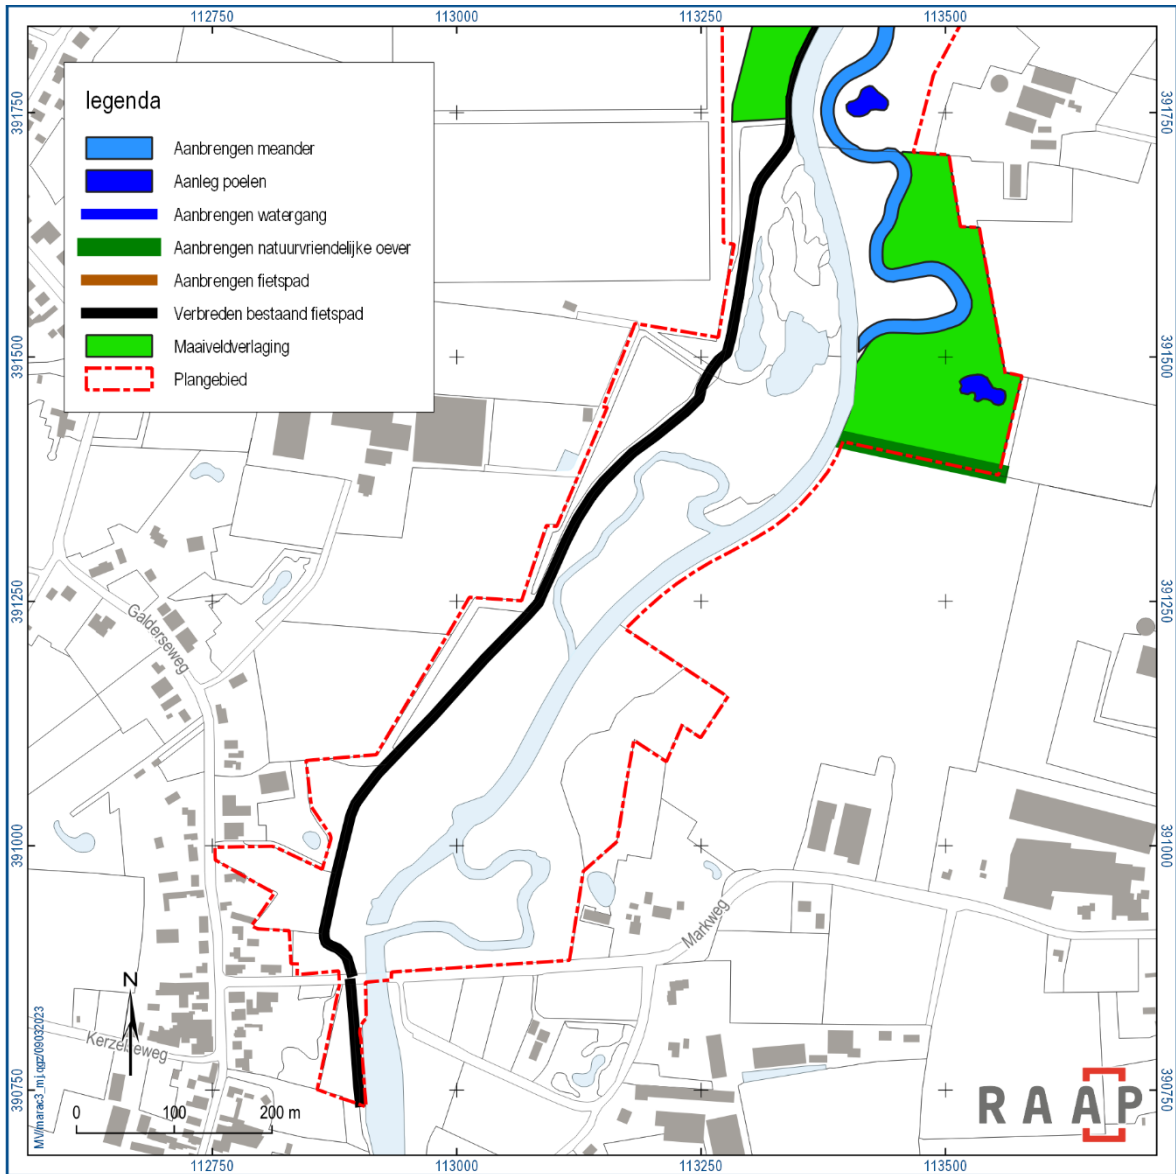 112750 113000 113250 113500
391750 391750
legenda
Aanbrengen meander
Aanleg poelen
Aanbrengen watergang
Aanbrengen natuurvriendelijke oever
Aanbrengen fietspad
Verbreden bestaand fietspad
Maaiveldverlaging
Plangebied
391500 391500
391250 391250
Galderseweg
391000 391000
Markweg
N
390750 390750
0 100 200 m
RAAP
112750 113000 113250 113500